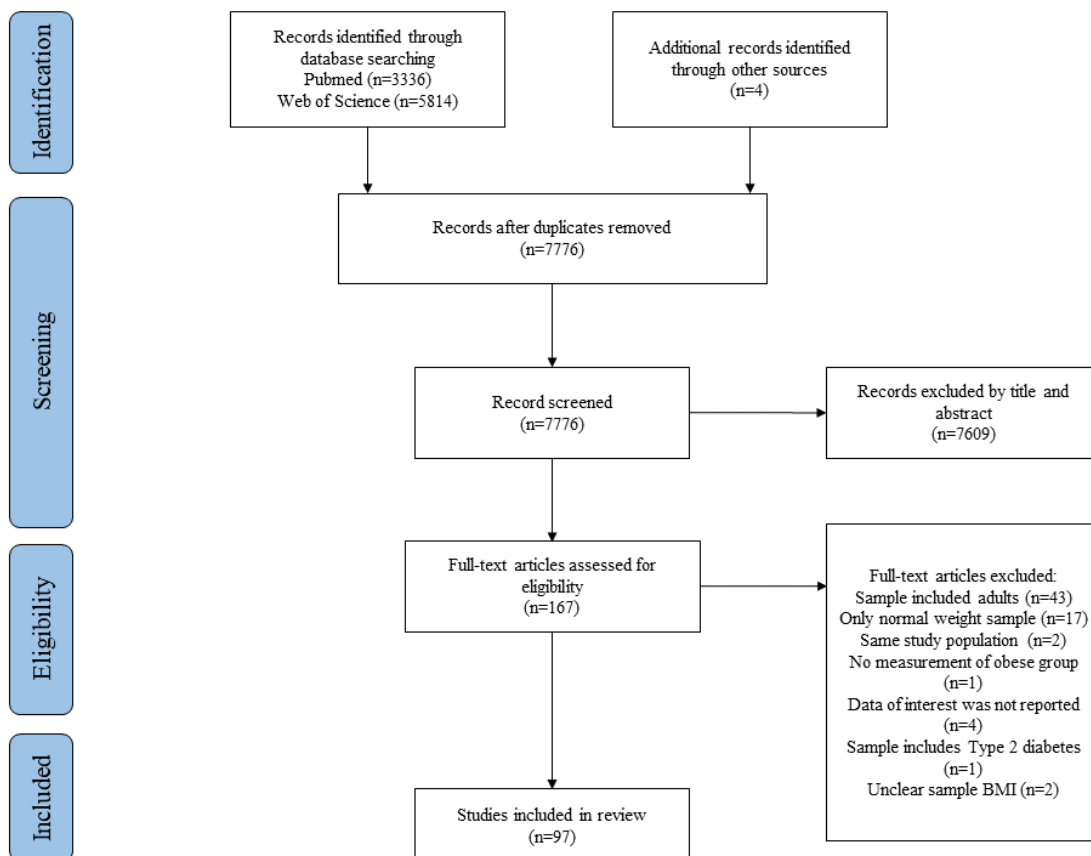 Identification
Records identified through
database searching
Pubmed (n=3336)
Web of Science (n=5814)
Additional records identified
through other sources
(n=4)
Screening
Records after duplicates removed
(n=7776)
Record screened
(n=7776)
Records excluded by title and
abstract
(n=7609)
Eligibility
Full-text articles assessed for
eligibility
(n=167)
Full-text articles excluded:
Sample included adults (n=43)
Only normal weight sample (n=17)
Same study population (n=2)
No measurement of obese group
(n=1)
Data of interest was not reported
(n=4)
Sample includes Type 2 diabetes
(n=1)
Unclear sample BMI (n=2)
Included
Studies included in review
(n=97)